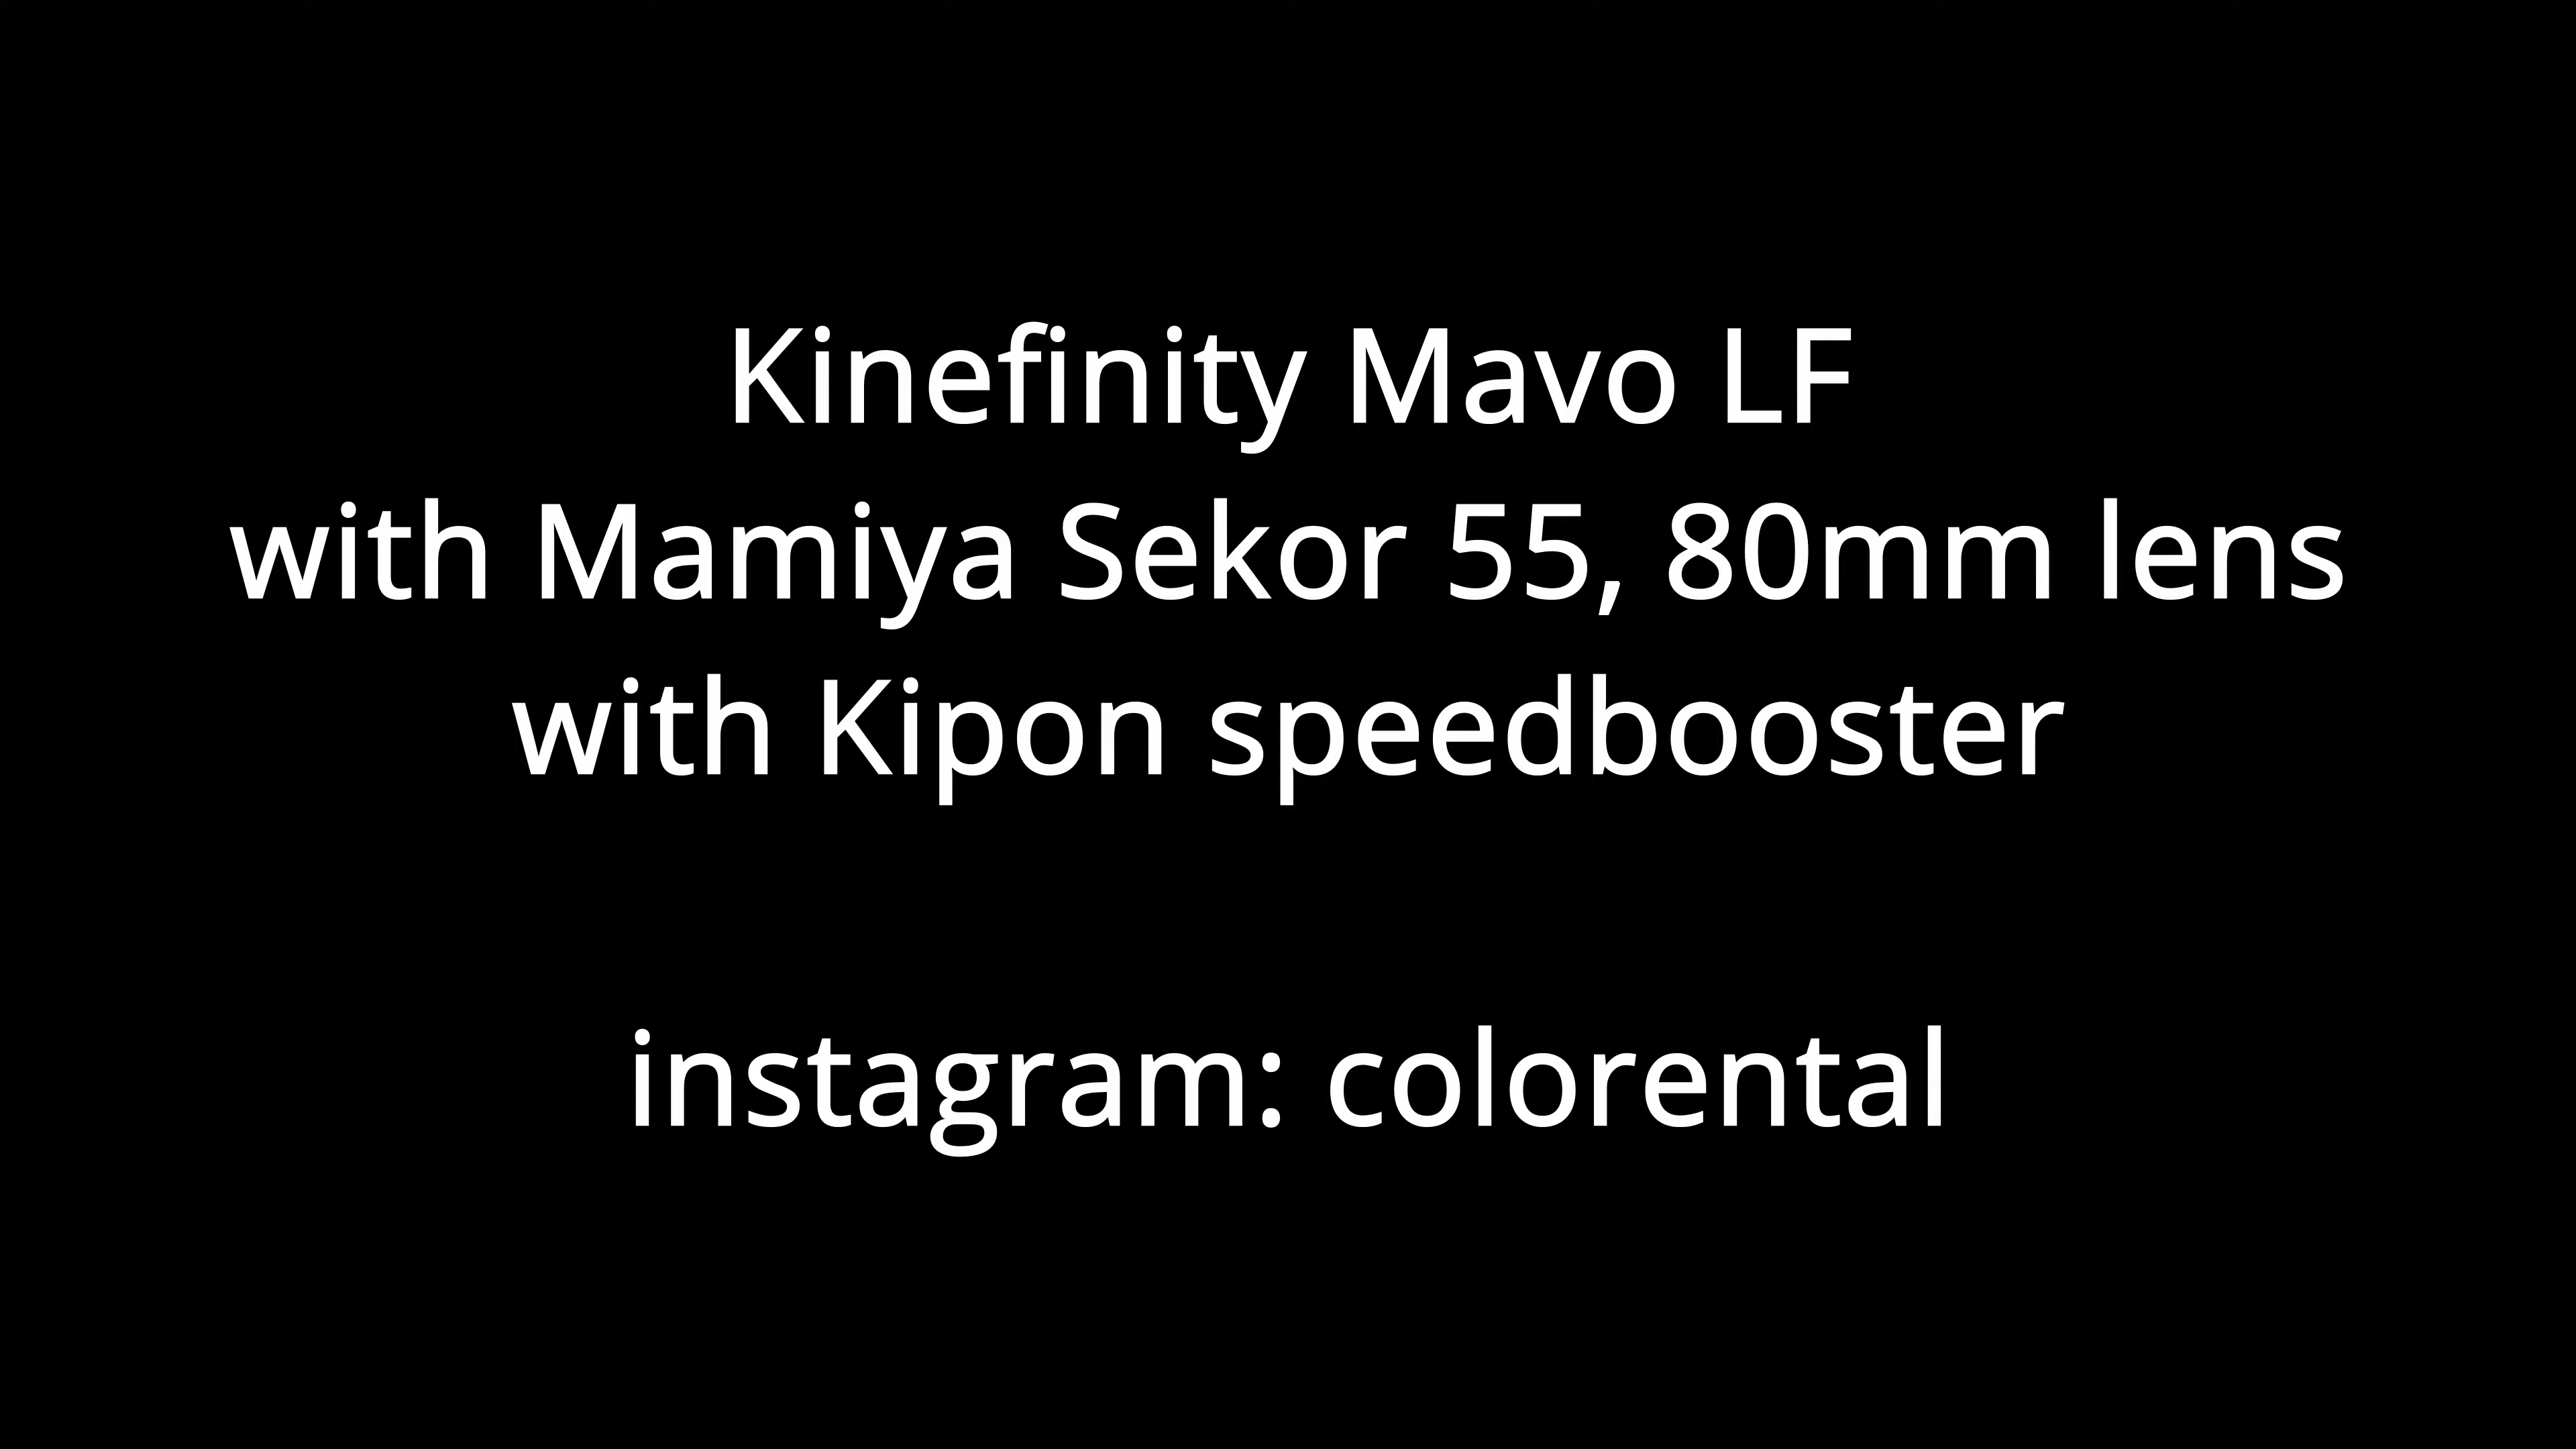 Kinefinity Mavo LF
with Mamiya Sekor 55, 80mm lens
with Kipon speedbooster
instagram: colorental